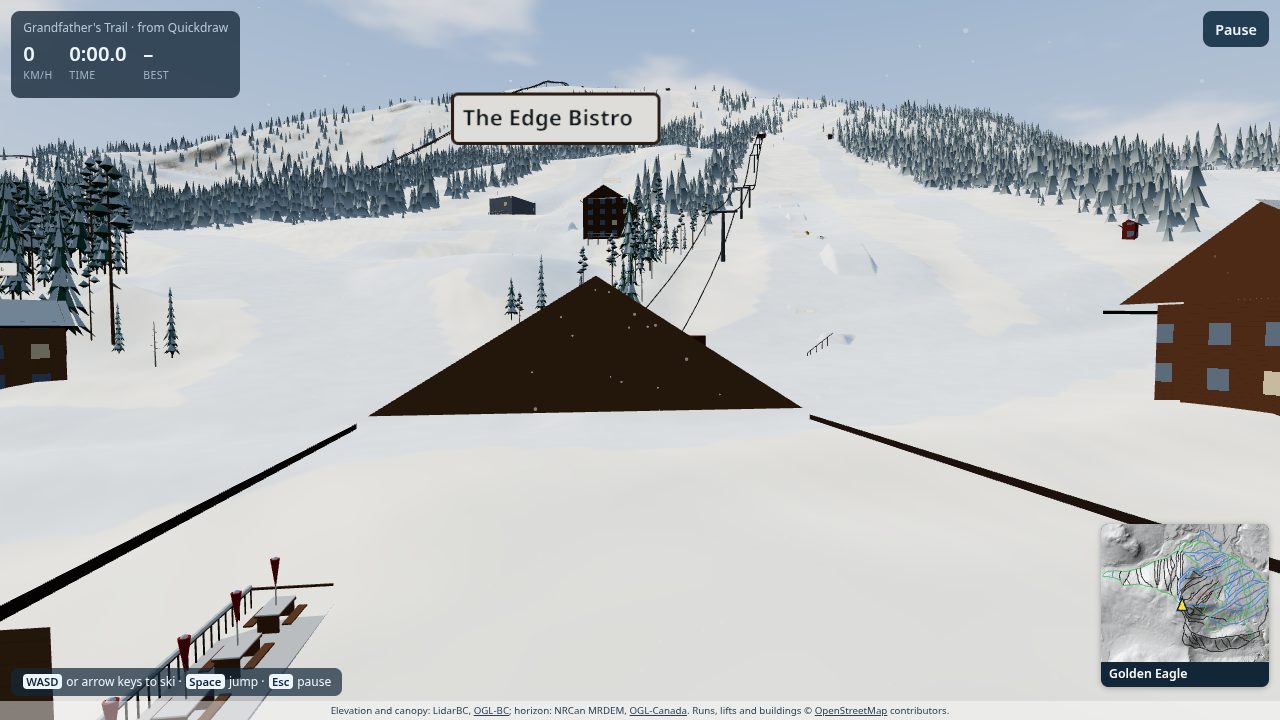 Grandfather's Trail · from Quickdraw
0 0:00.0 –
KM/H TIME BEST
Pause
The Edge Bistro
WASD or arrow keys to ski · Space jump · Esc pause
Golden Eagle
Elevation and canopy: LidarBC, OGL-BC; horizon: NRCan MRDEM, OGL-Canada. Runs, lifts and buildings © OpenStreetMap contributors.